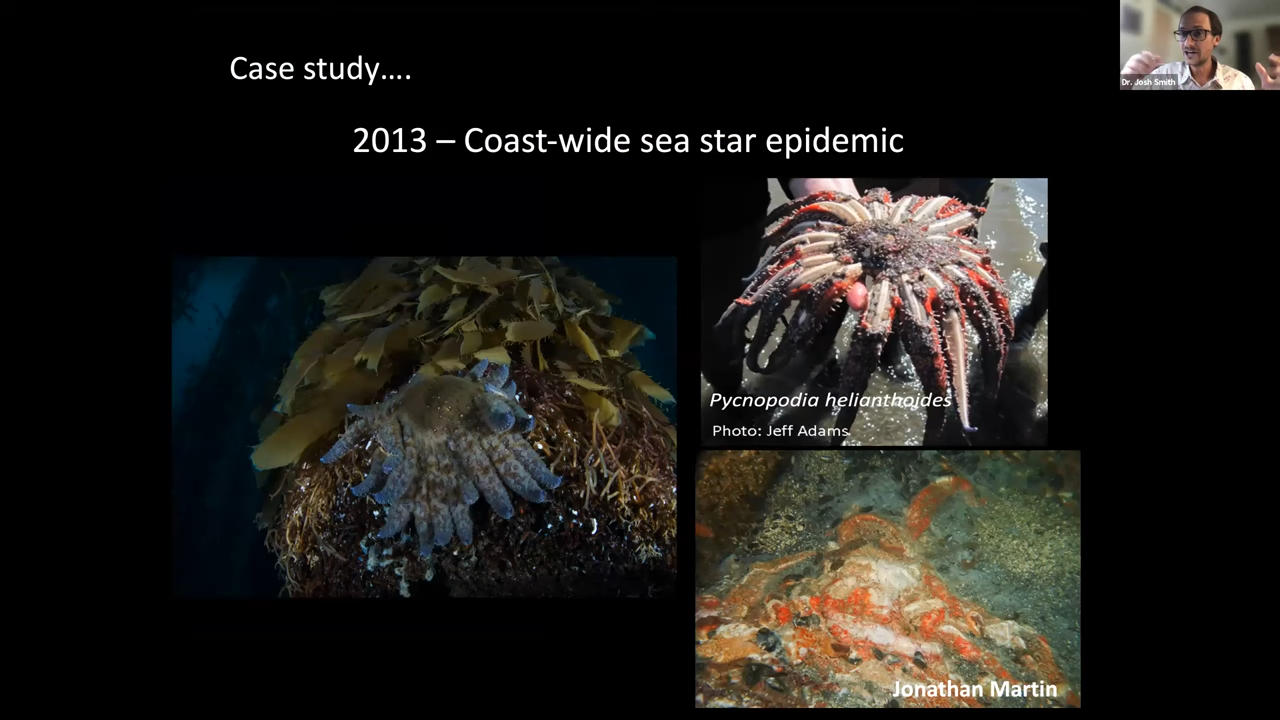 Case study....
2013 – Coast-wide sea star epidemic
Dr. Josh Smith
Pycnopodia helianthoides
Photo: Jeff Adams
Jonathan Martin